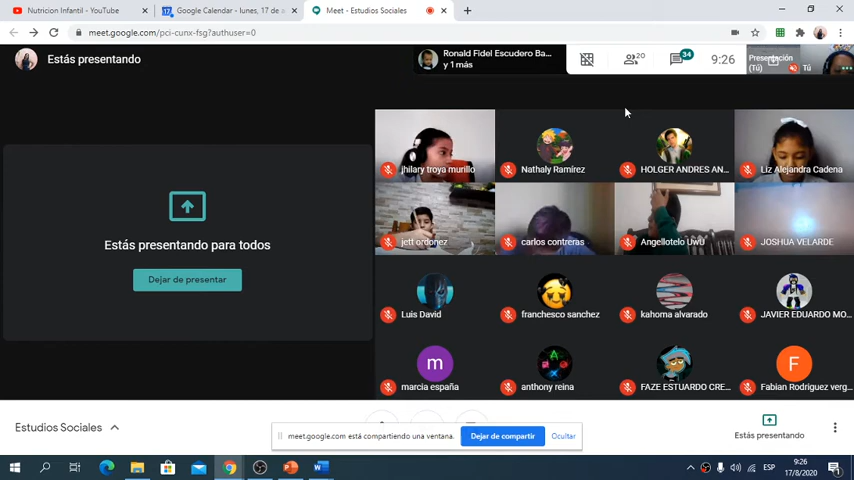 Nutricion Infantil - YouTube
Google Calendar - lunes, 17 de a
Meet - Estudios Sociales
meet.google.com/pci-cunx-fsg?authuser=0
Estás presentando
Ronald Fidel Escudero Ba...
y 1 más
20
34
9:26
Presentación
(Tú)
Tú
Estás presentando para todos
Dejar de presentar
jhilary troya murillo
Nathaly Ramírez
HOLGER ANDRES AN...
Liz Alejandra Cadena
jett ordonez
carlos contreras
Angellotelo UwU
JOSHUA VELARDE
Luis David
franchesco sanchez
kahoma alvarado
JAVIER EDUARDO MO...
m
F
marcia españa
anthony reina
FAZE ESTUARDO CRE...
Fabian Rodriguez verg...
Estudios Sociales
meet.google.com está compartiendo una ventana.
Dejar de compartir
Ocultar
Estás presentando
ESP
9:26
17/8/2020